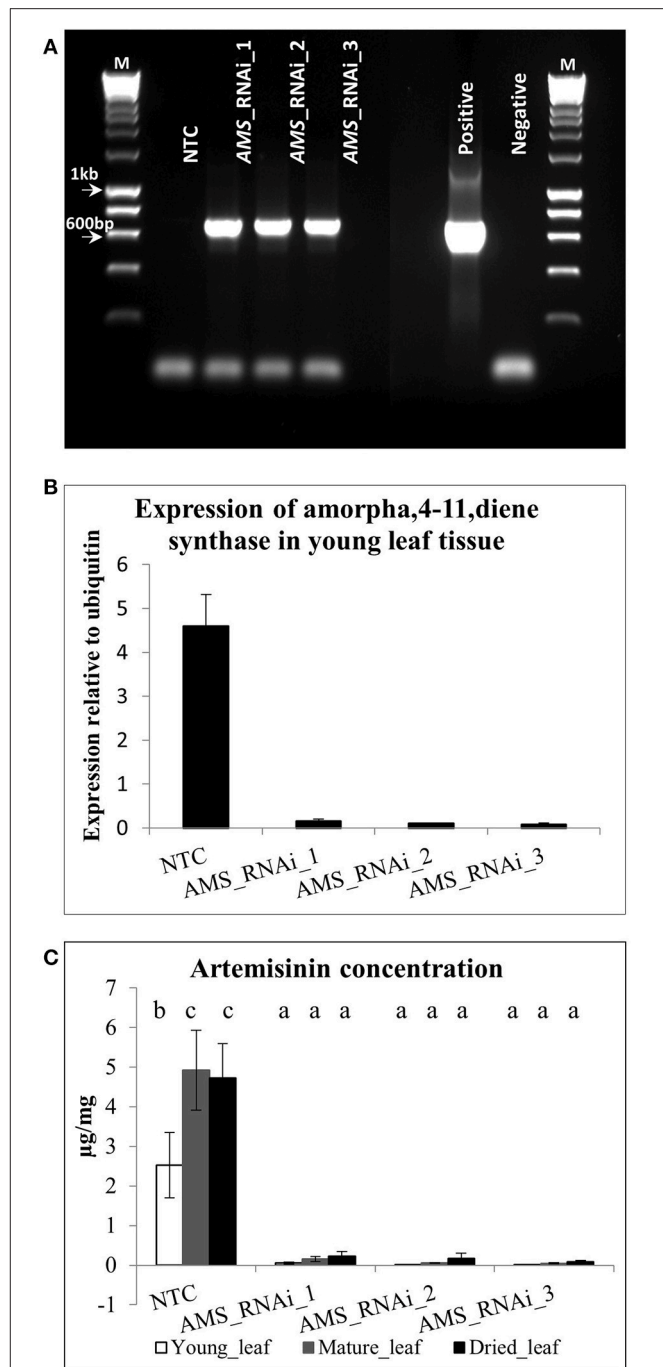 A
M
NTC
AMS_RNAi_1
AMS_RNAi_2
AMS_RNAi_3
Positive
Negative
M
1kb
600bp
B
Expression of amorpha,4-11,diene
synthase in young leaf tissue
Expression relative to ubiquitin
6
5
4
3
2
1
0
NTC
AMS_RNAi_1
AMS_RNAi_2
AMS_RNAi_3
C
Artemisinin concentration
µg/mg
7
6
5
4
3
2
1
0
-1
b c c a a a a a a a a a
NTC
AMS_RNAi_1
AMS_RNAi_2
AMS_RNAi_3
Young_leaf Mature_leaf Dried_leaf